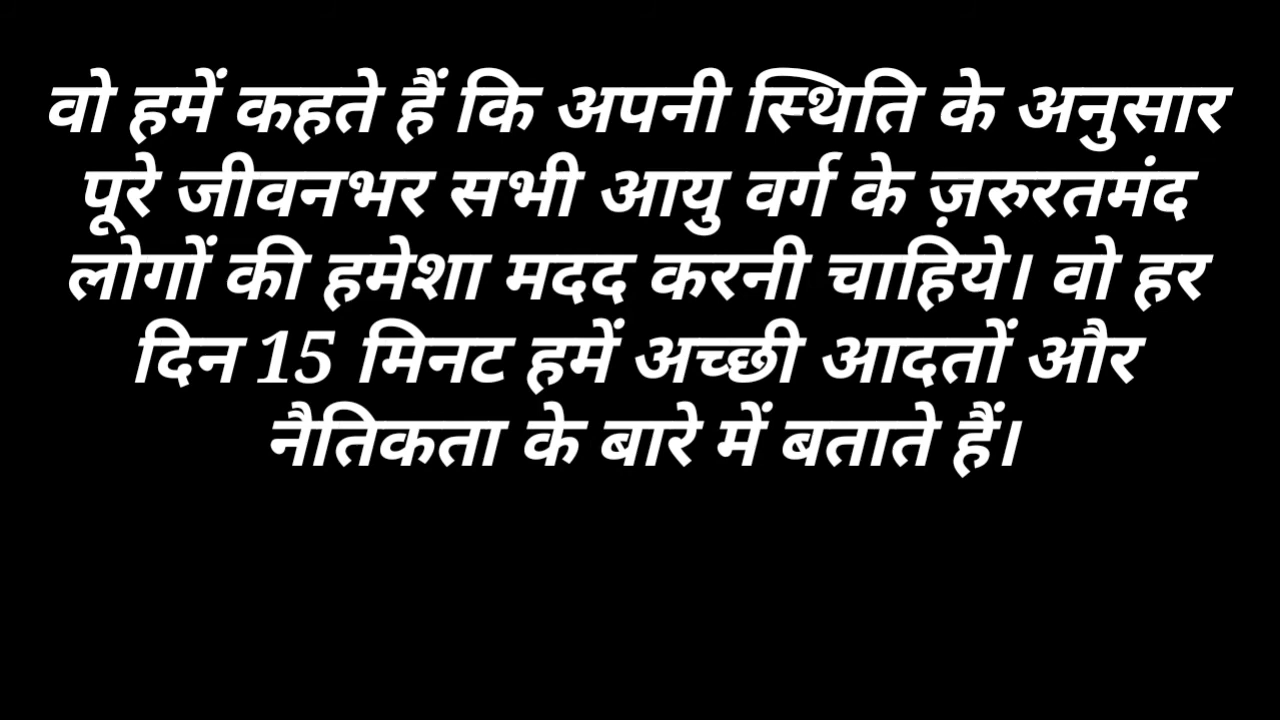 वो हमें कहते हैं कि अपनी स्थिति के अनुसार
पूरे जीवनभर सभी आयु वर्ग के ज़रुरतमंद
लोगों की हमेशा मदद करनी चाहिये। वो हर
दिन 15 मिनट हमें अच्छी आदतों और
नैतिकता के बारे में बताते हैं।